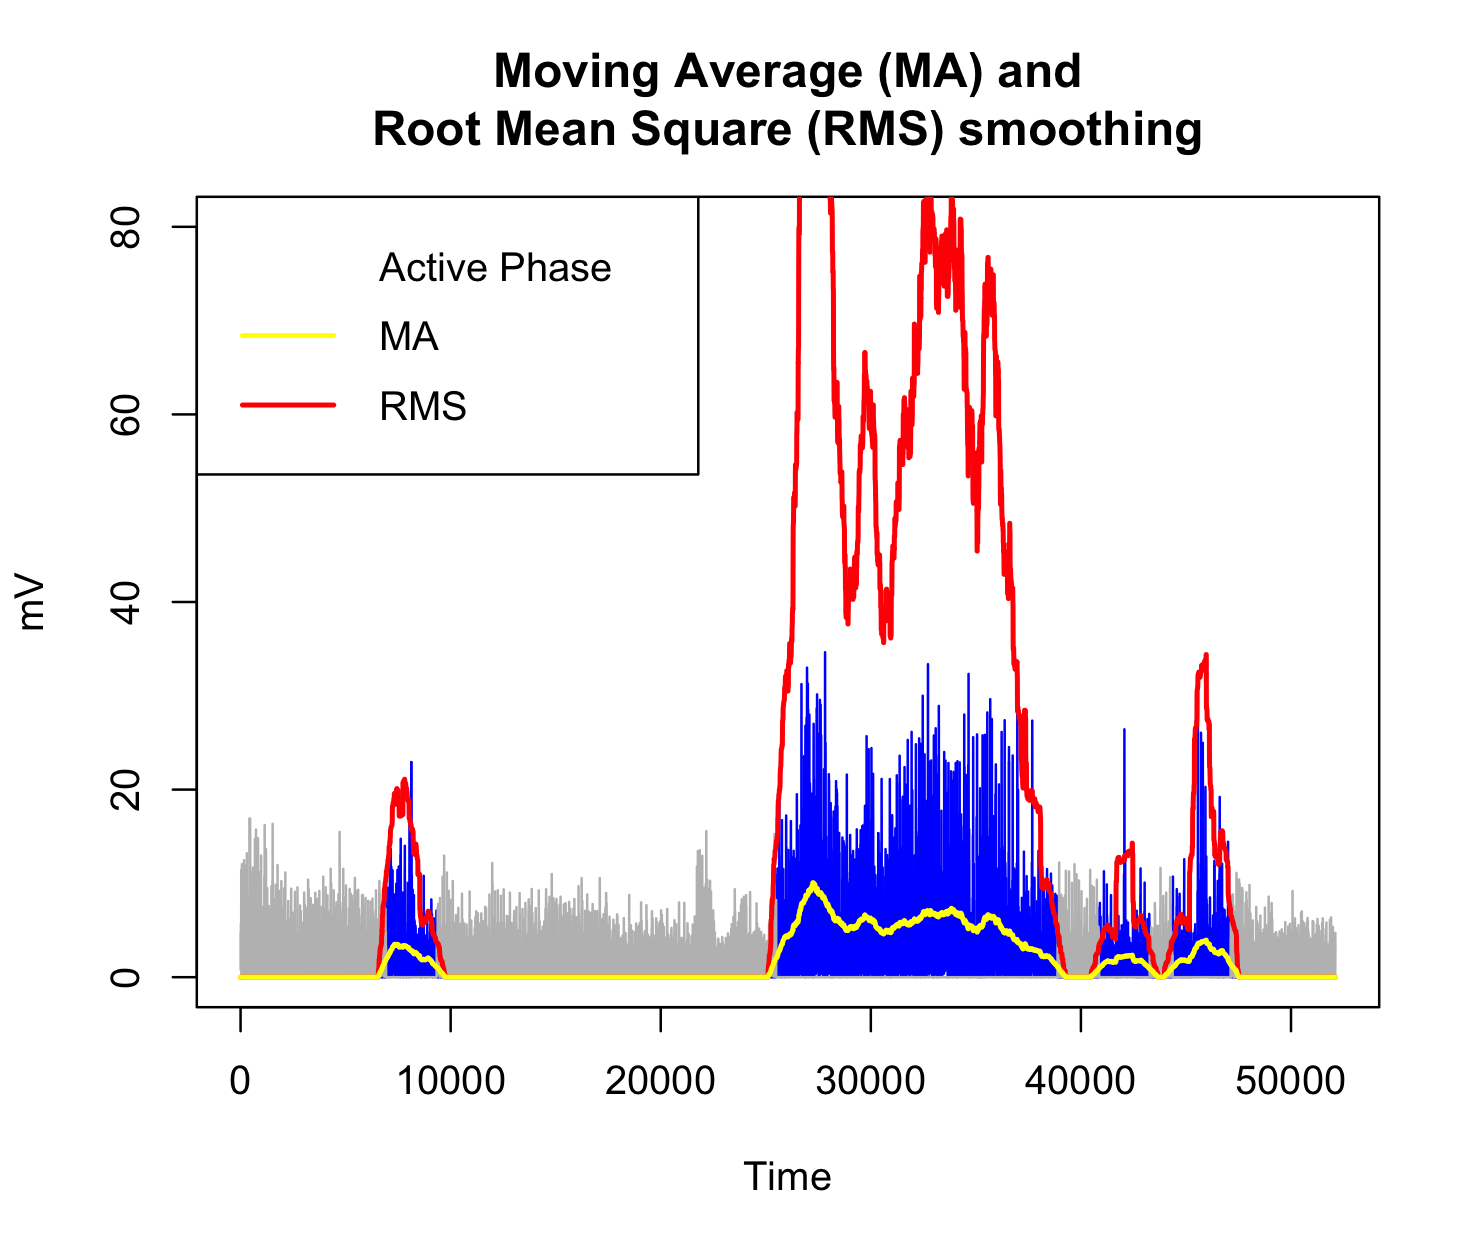 Moving Average (MA) and
Root Mean Square (RMS) smoothing
Active Phase
MA
RMS
mV
80
60
40
20
0
0 10000 20000 30000 40000 50000
Time